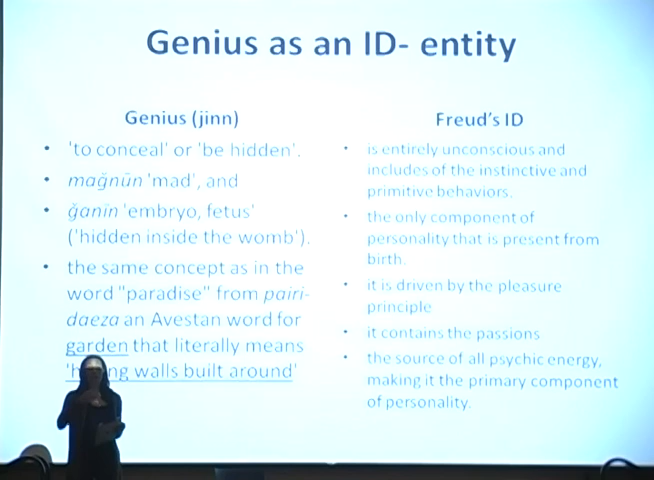 Genius as an ID- entity
Genius (jinn)
• 'to conceal' or 'be hidden'.
• mağnūn 'mad', and
• ğanīn 'embryo, fetus'
('hidden inside the womb').
• the same concept as in the
word "paradise" from pairi-
daeza an Avestan word for
garden that literally means
walls built around'
Freud's ID
• is entirely unconscious and
includes of the instinctive and
primitive behaviors.
• the only component of
personality that is present from
birth.
• it is driven by the pleasure
principle
• it contains the passions
• the source of all psychic energy,
making it the primary component
of personality.